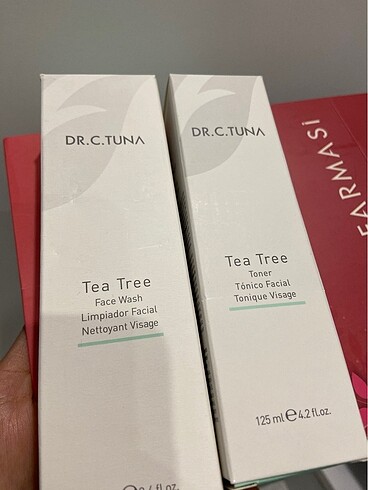 DR.C.TUNA
Tea Tree
Face Wash
Limpiador Facial
Nettoyant Visage
DR.C.TUNA
Tea Tree
Toner
Tónico Facial
Tonique Visage
125 ml ℮ 4.2 fl.oz.
FARMASi